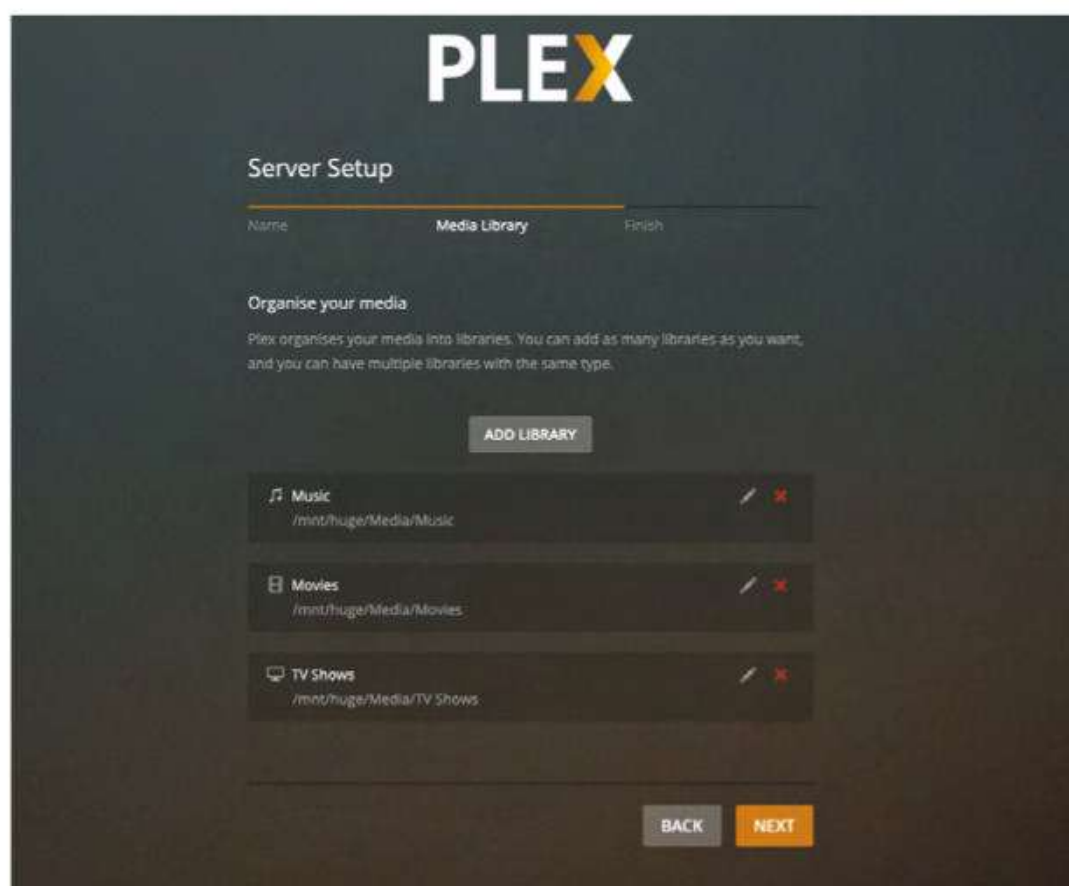 PLEX
Server Setup
Name Media Library Finish
Organise your media
Plex organises your media into libraries. You can add as many libraries as you want,
and you can have multiple libraries with the same type.
ADD LIBRARY
Music
/mnt/huge/Media/Music
Movies
/mnt/huge/Media/Movies
TV Shows
/mnt/huge/Media/TV Shows
BACK NEXT